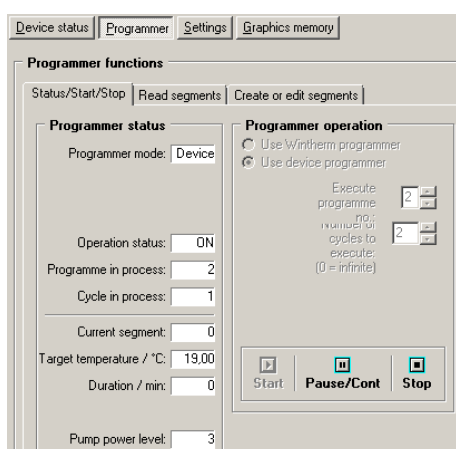 Device status Programmer Settings Graphics memory
Programmer functions
Status/Start/Stop Read segments Create or edit segments
Programmer status
Programmer mode: Device
Operation status: ON
Programme in process: 2
Cycle in process: 1
Current segment: 0
Target temperature / °C: 19,00
Duration / min: 0
Pump power level: 3
Programmer operation
Use Wintherm programmer
Use device programmer
Execute
programme 2
no.:
Number of
cycles to 2
execute:
(0 = infinite)
Start Pause/Cont Stop